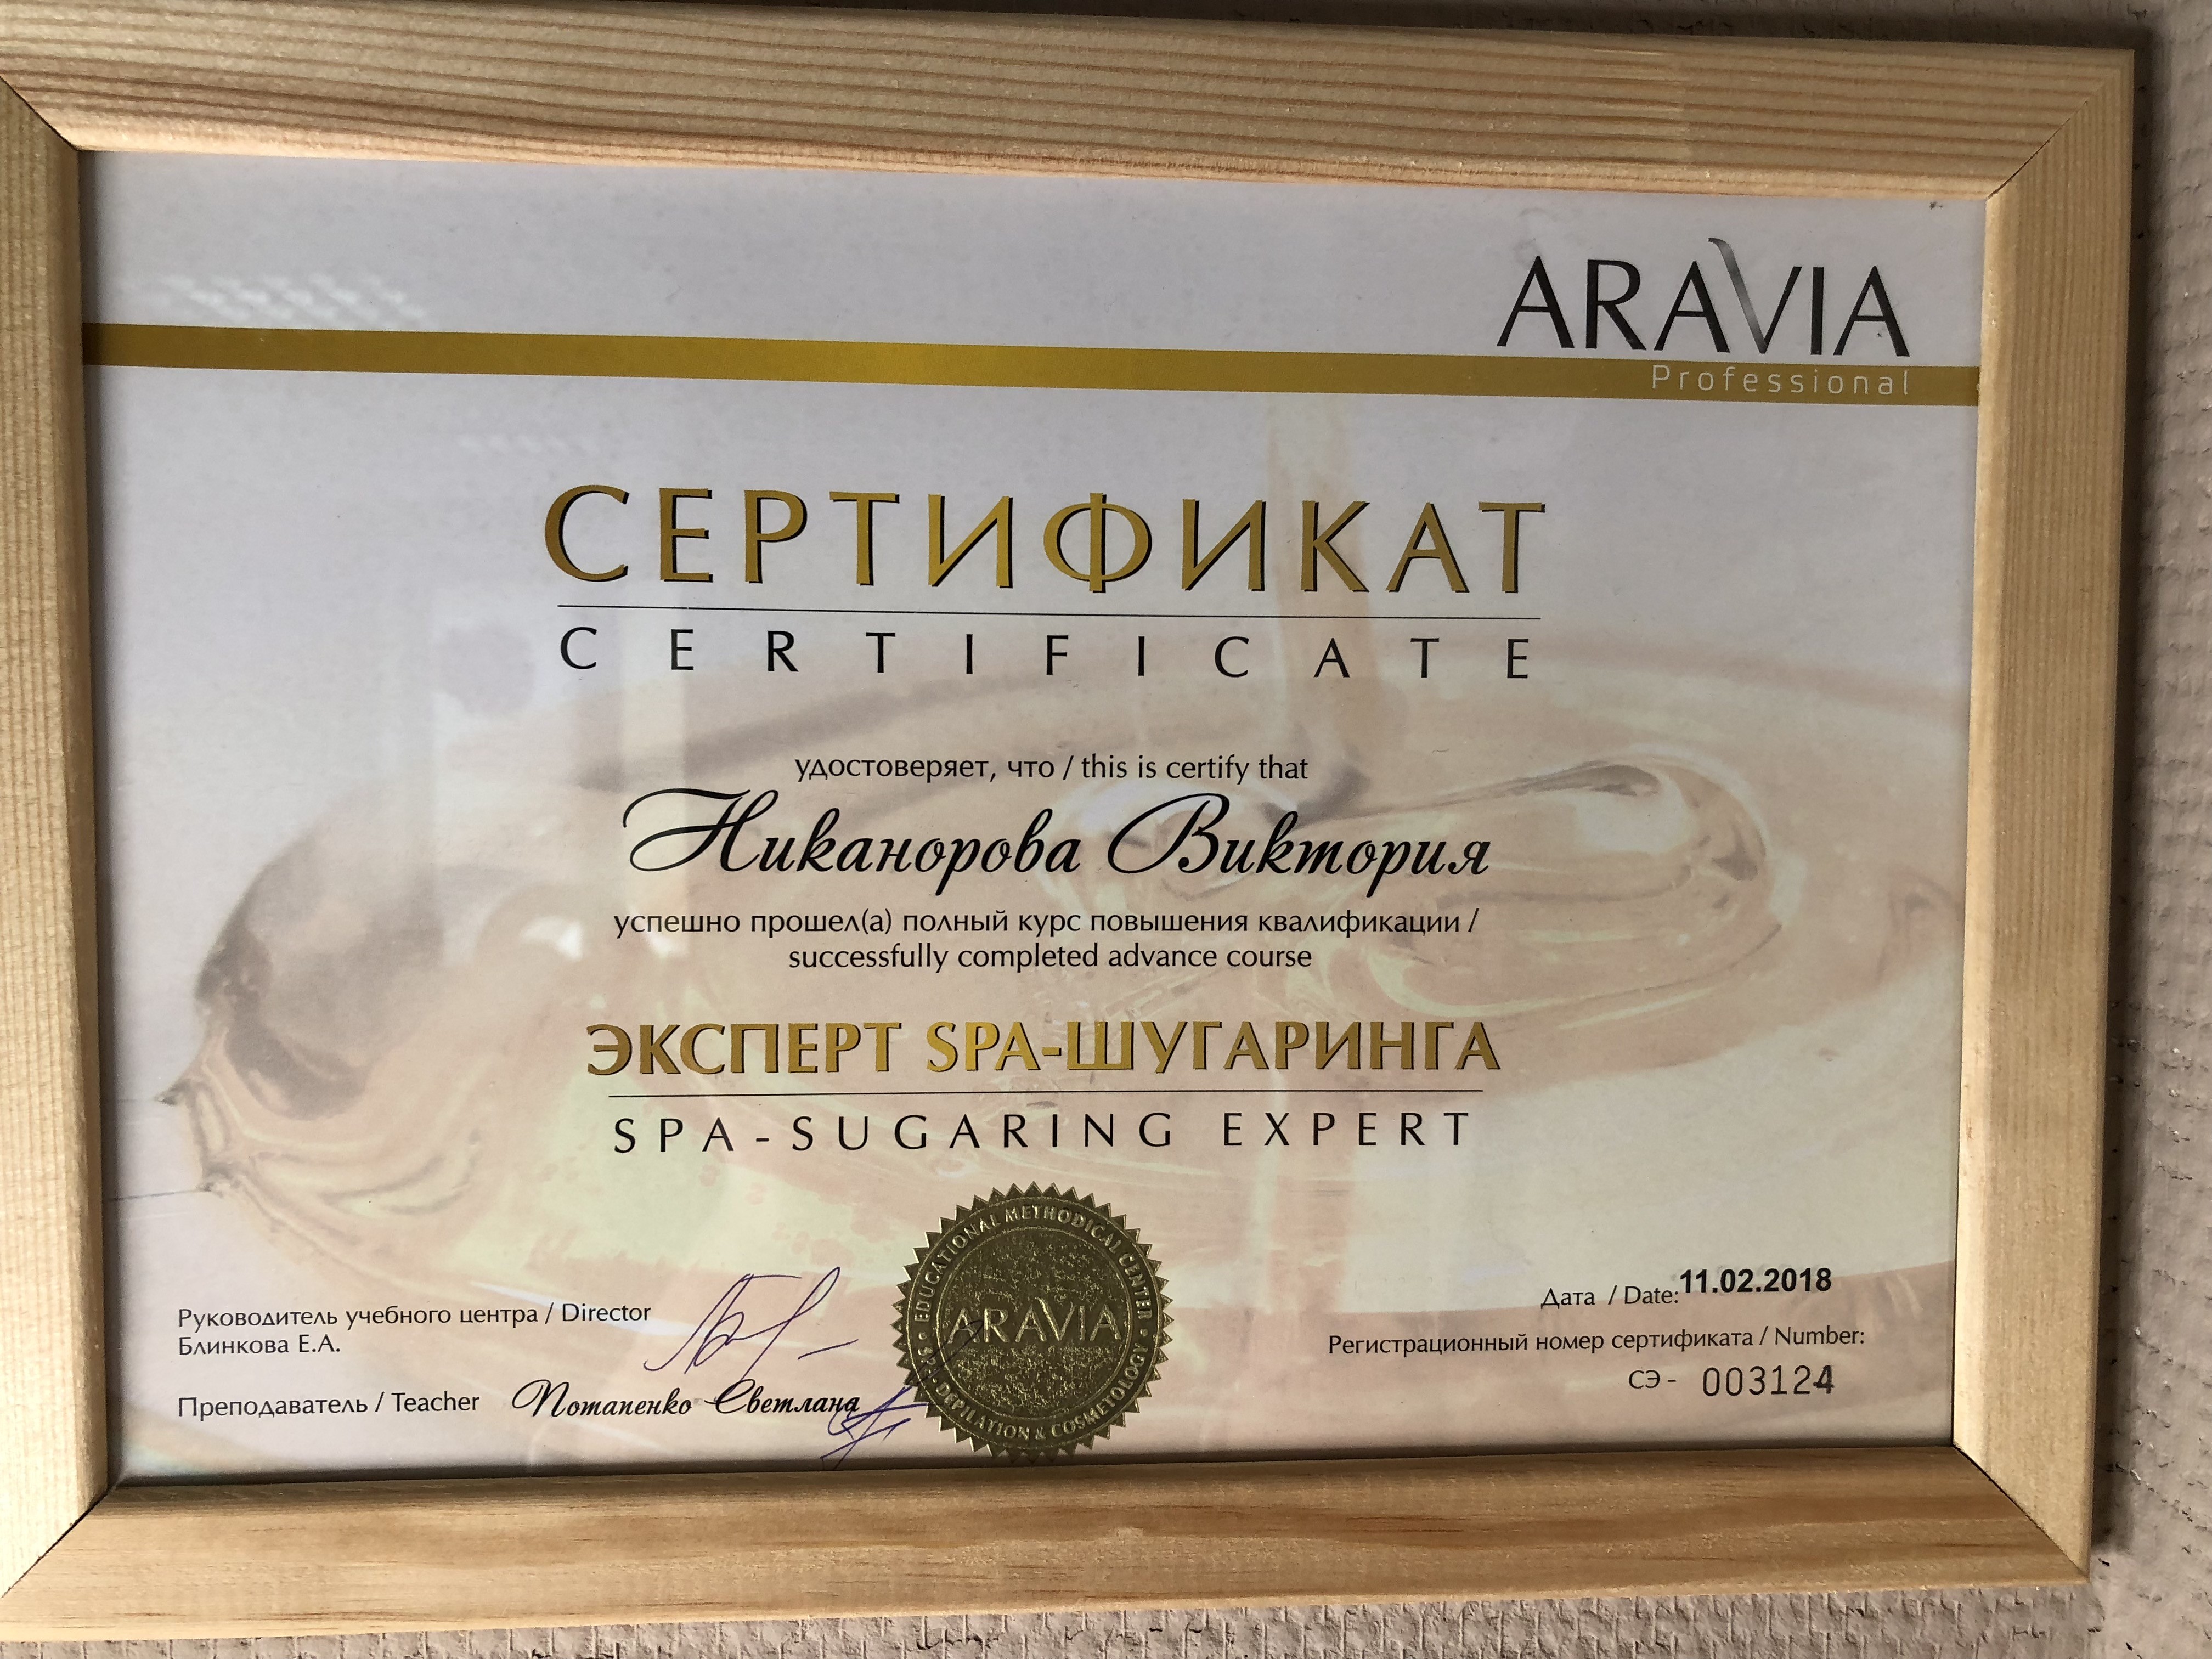 ARAVIA
Professional
СЕРТИФИКАТ
CERTIFICATE
удостоверяет, что / this is certify that
Никанорова Виктория
успешно прошел(а) полный курс повышения квалификации /
successfully completed advance course
ЭКСПЕРТ SPA-ШУГАРИНГА
SPA-SUGARING EXPERT
Руководитель учебного центра / Director
Блинкова Е.А.
Преподаватель / Teacher Потапенко Светлана
EDUCATIONAL METHODICAL CENTER
ARAVIA
SPA, DEPILATION & COSMETOLOGY
Дата / Date: 11.02.2018
Регистрационный номер сертификата / Number:
СЭ - 003124